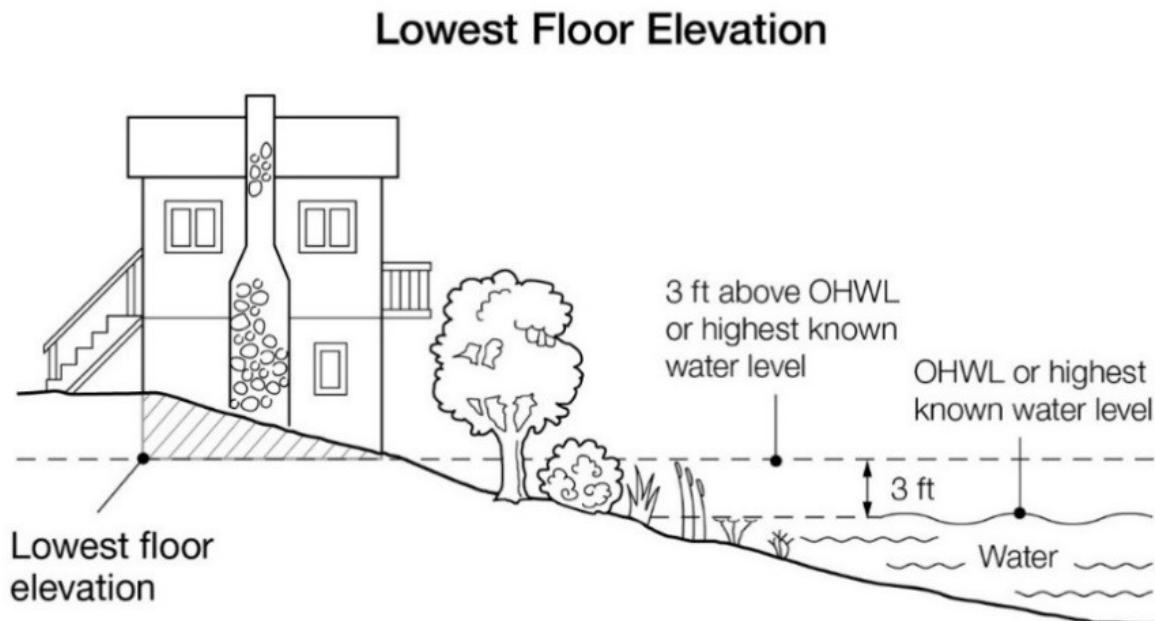 Lowest Floor Elevation
3 ft above OHWL
or highest known
water level
OHWL or highest
known water level
3 ft
Water
Lowest floor
elevation